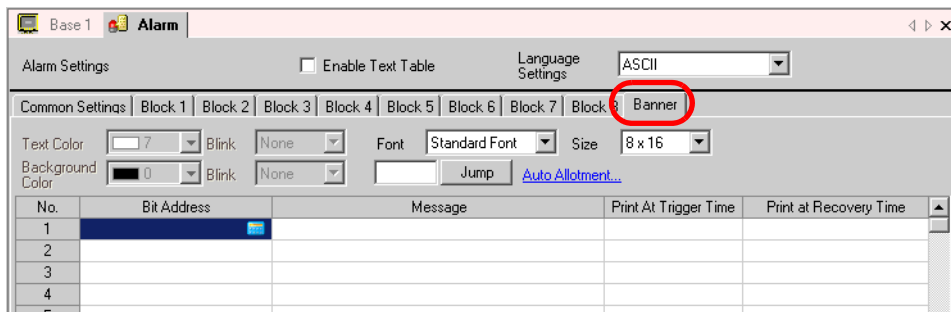 Base 1 Alarm
Alarm Settings Enable Text Table Language Settings ASCII
Common Settings Block 1 Block 2 Block 3 Block 4 Block 5 Block 6 Block 7 Block 8 Banner
Text Color 7 Blink None Font Standard Font Size 8 x 16
Background Color 0 Blink None Jump Auto Allotment...
No. Bit Address Message Print At Trigger Time Print at Recovery Time
1
2
3
4